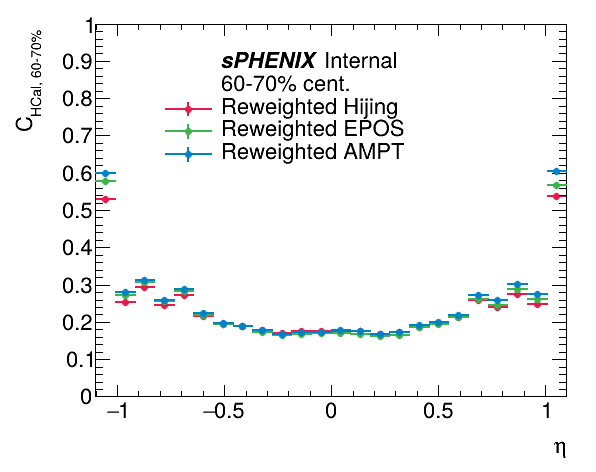 1
0.9
0.8
0.7
0.6
0.5
0.4
0.3
0.2
0.1
0
C_HCal, 60-70%
sPHENIX Internal
60-70% cent.
Reweighted Hijing
Reweighted EPOS
Reweighted AMPT
−1 −0.5 0 0.5 1
η